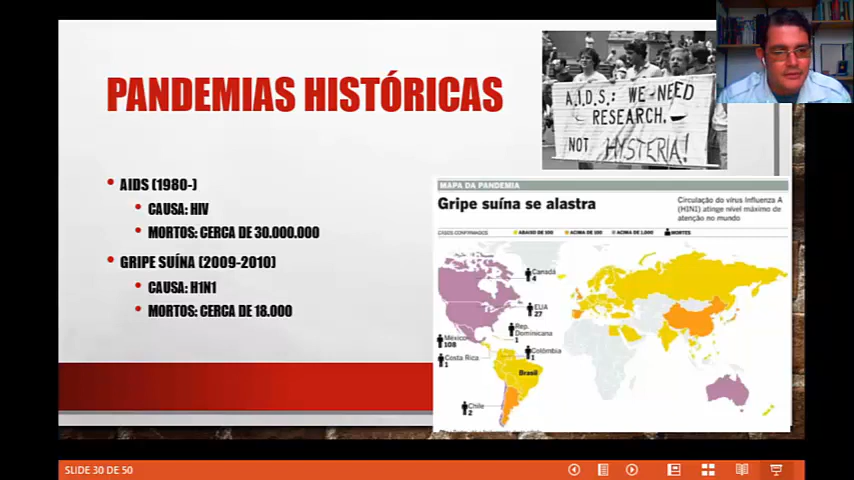 PANDEMIAS HISTÓRICAS
A.I.D.S.: WE NEED
RESEARCH.
NOT HYSTERIA!
• AIDS (1980-)
• CAUSA: HIV
• MORTOS: CERCA DE 30.000.000
• GRIPE SUÍNA (2009-2010)
• CAUSA: H1N1
• MORTOS: CERCA DE 18.000
MAPA DA PANDEMIA
Gripe suína se alastra
Circulação do vírus Influenza A
(H1N1) atinge nível máximo de
atenção no mundo
CASOS CONFIRMADOS
ABAIXO DE 100
ACIMA DE 100
ACIMA DE 1.000
MORTES
Canadá
4
EUA
27
Rep.
Dominicana
1
México
108
Costa Rica
1
Colômbia
1
Brasil
Chile
2
SLIDE 30 DE 50